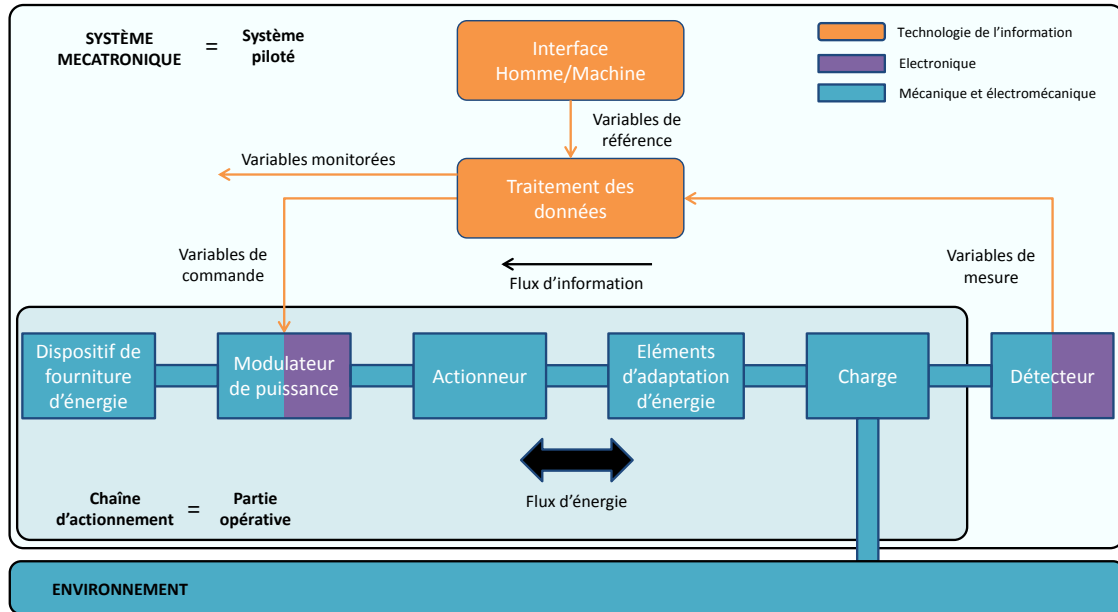 SYSTÈME
MECATRONIQUE
=
Système
piloté
Interface
Homme/Machine
Technologie de l'information
Electronique
Mécanique et électromécanique
Variables de
référence
Variables monitorées
Traitement des
données
Variables de
commande
Flux d'information
Variables de
mesure
Dispositif de
fourniture
d'énergie
Modulateur
de puissance
Actionneur
Eléments
d'adaptation
d'énergie
Charge
Détecteur
Flux d'énergie
Chaîne
d'actionnement
=
Partie
opérative
ENVIRONNEMENT